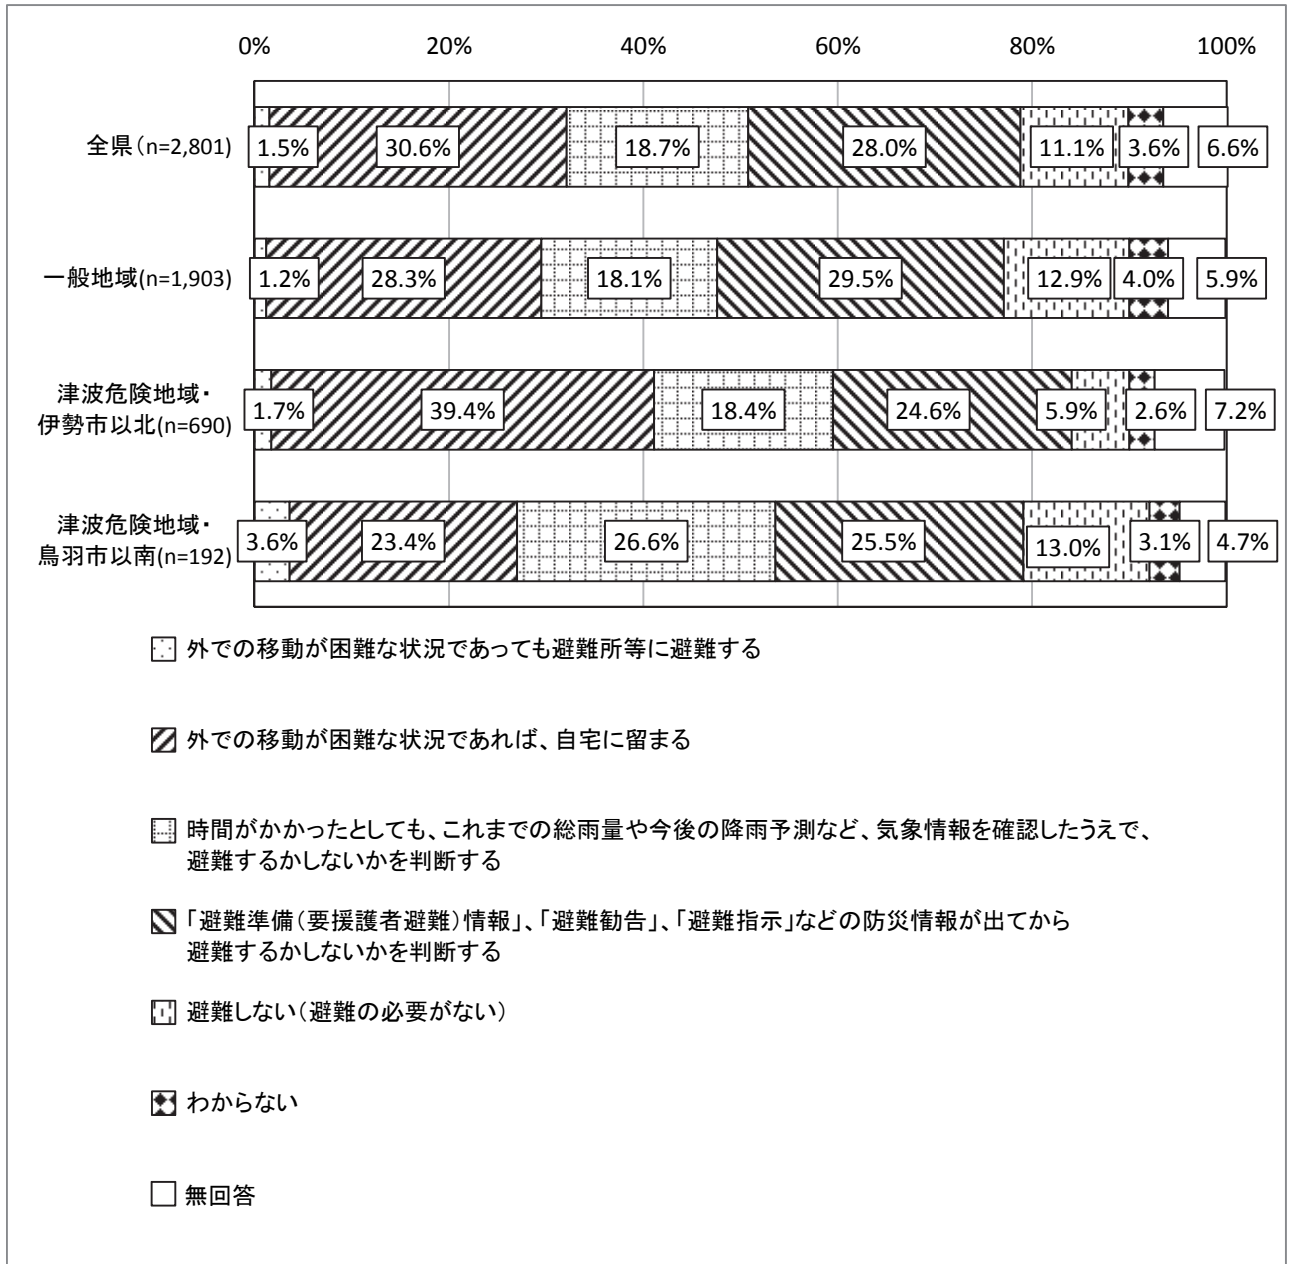 0% 20% 40% 60% 80% 100%
全県（n=2,801) 1.5% 30.6% 18.7% 28.0% 11.1% 3.6% 6.6%
一般地域(n=1,903) 1.2% 28.3% 18.1% 29.5% 12.9% 4.0% 5.9%
津波危険地域・
伊勢市以北(n=690) 1.7% 39.4% 18.4% 24.6% 5.9% 2.6% 7.2%
津波危険地域・
鳥羽市以南(n=192) 3.6% 23.4% 26.6% 25.5% 13.0% 3.1% 4.7%
外での移動が困難な状況であっても避難所等に避難する
外での移動が困難な状況であれば、自宅に留まる
時間がかかったとしても、これまでの総雨量や今後の降雨予測など、気象情報を確認したうえで、
避難するかしないかを判断する
「避難準備（要援護者避難）情報」、「避難勧告」、「避難指示」などの防災情報が出てから
避難するかしないかを判断する
避難しない（避難の必要がない）
わからない
無回答